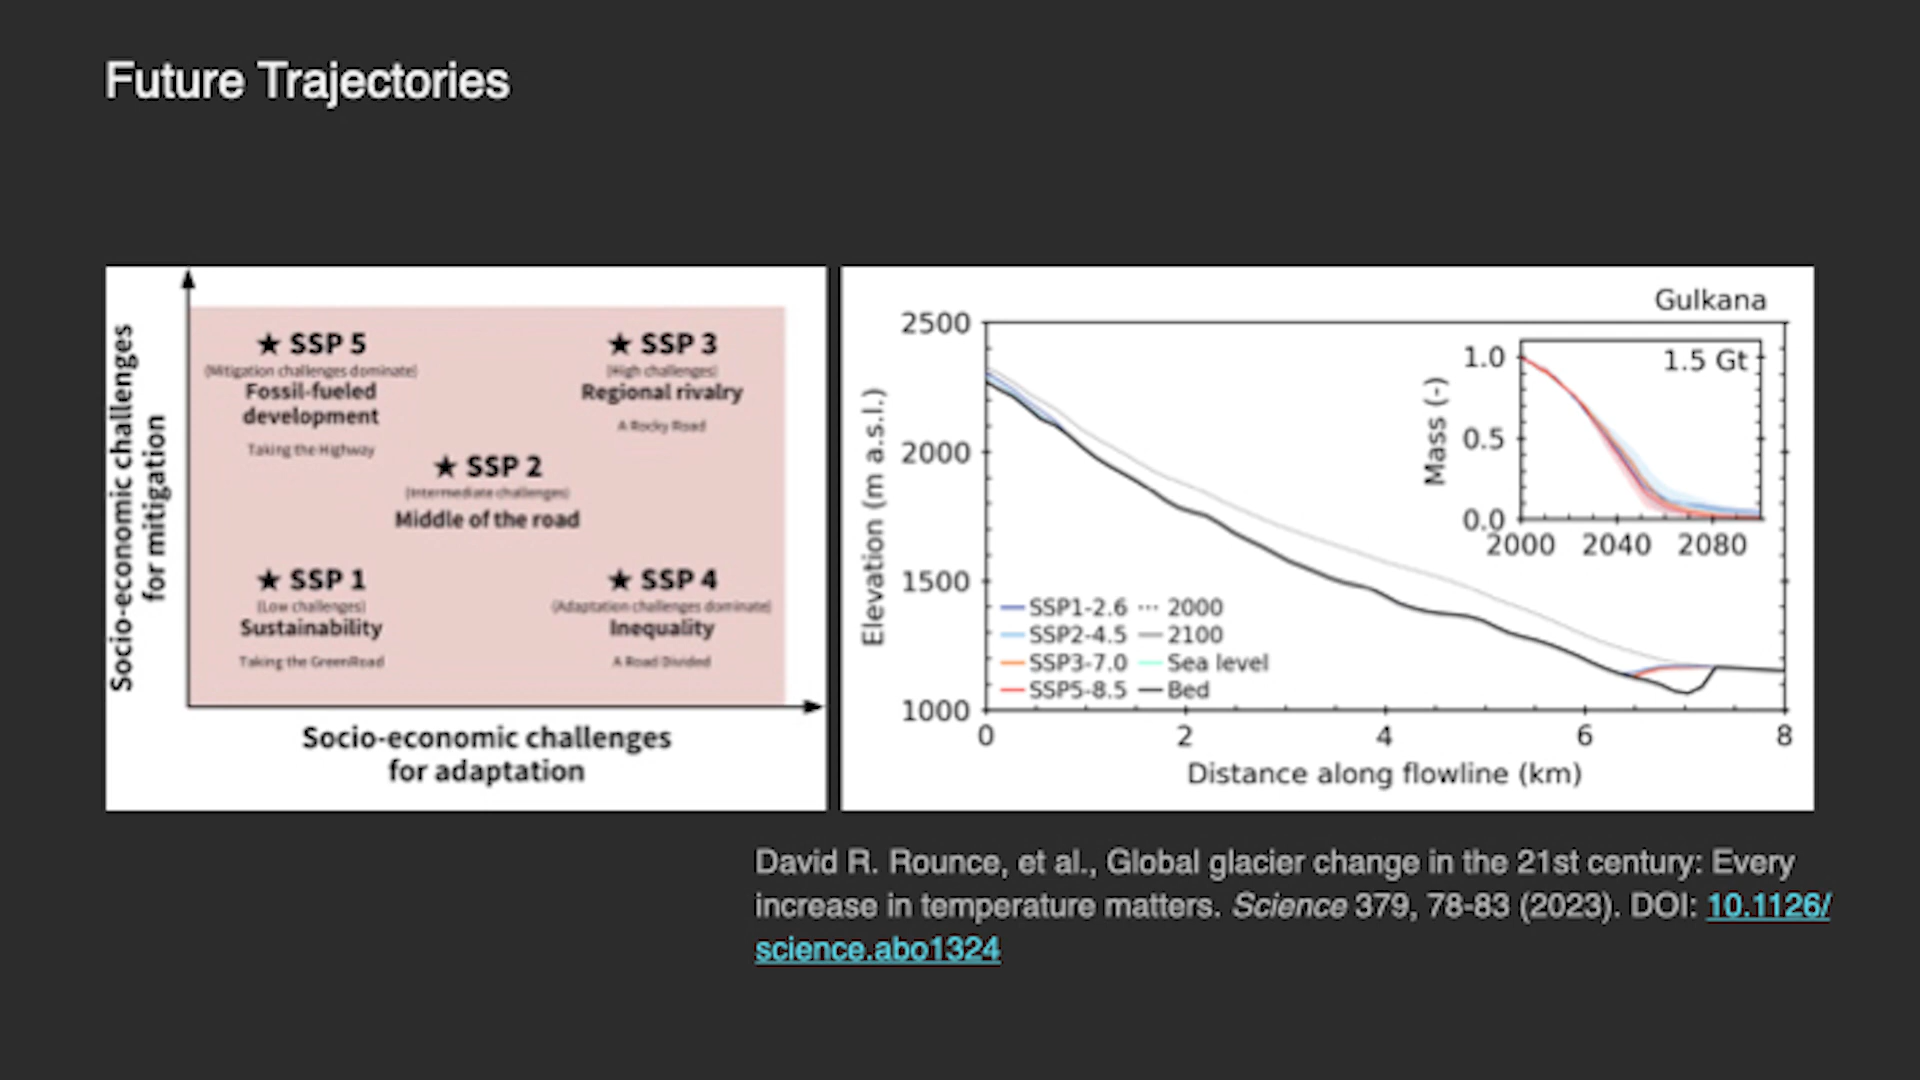 Future Trajectories
Socio-economic challenges
for mitigation
★ SSP 5
(Mitigation challenges dominate)
Fossil-fueled
development
Taking the Highway
★ SSP 3
(High challenges)
Regional rivalry
A Rocky Road
★ SSP 2
(Intermediate challenges)
Middle of the road
★ SSP 1
(Low challenges)
Sustainability
Taking the GreenRoad
★ SSP 4
(Adaptation challenges dominate)
Inequality
A Road Divided
Socio-economic challenges
for adaptation
Gulkana
Elevation (m a.s.l.)
2500
2000
1500
1000
Mass (-)
1.0
0.5
0.0
1.5 Gt
2000 2040 2080
SSP1-2.6 2000
SSP2-4.5 2100
SSP3-7.0 Sea level
SSP5-8.5 Bed
0 2 4 6 8
Distance along flowline (km)
David R. Rounce, et al., Global glacier change in the 21st century: Every
increase in temperature matters. Science 379, 78-83 (2023). DOI: 10.1126/
science.abo1324